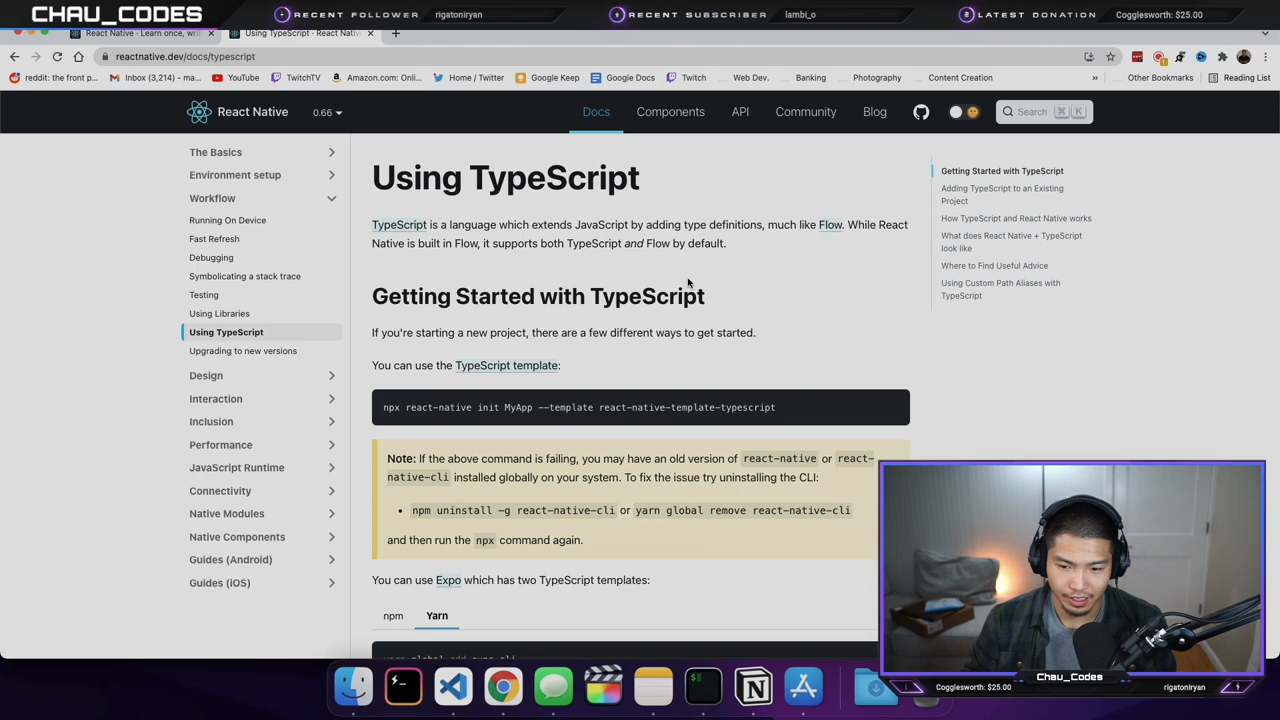 CHAU_CODES
RECENT FOLLOWER rigatoniryan
RECENT SUBSCRIBER lambi_o
LATEST DONATION Cogglesworth: $25.00
React Native · Learn once, wri
Using TypeScript · React Nativ
reactnative.dev/docs/typescript
reddit: the front p...
Inbox (3,214) - ma...
YouTube
TwitchTV
Amazon.com: Onli...
Home / Twitter
Google Keep
Google Docs
Twitch
Web Dev.
Banking
Photography
Content Creation
»
Other Bookmarks
Reading List
React Native 0.66
Docs
Components
API
Community
Blog
Search ⌘ K
The Basics
Environment setup
Workflow
Running On Device
Fast Refresh
Debugging
Symbolicating a stack trace
Testing
Using Libraries
Using TypeScript
Upgrading to new versions
Design
Interaction
Inclusion
Performance
JavaScript Runtime
Connectivity
Native Modules
Native Components
Guides (Android)
Guides (iOS)
Using TypeScript
TypeScript is a language which extends JavaScript by adding type definitions, much like Flow. While React
Native is built in Flow, it supports both TypeScript and Flow by default.
Getting Started with TypeScript
If you're starting a new project, there are a few different ways to get started.
You can use the TypeScript template:
npx react-native init MyApp --template react-native-template-typescript
Note: If the above command is failing, you may have an old version of react-native or react-
native-cli installed globally on your system. To fix the issue try uninstalling the CLI:
• npm uninstall -g react-native-cli or yarn global remove react-native-cli
and then run the npx command again.
You can use Expo which has two TypeScript templates:
npm
Yarn
Getting Started with TypeScript
Adding TypeScript to an Existing
Project
How TypeScript and React Native works
What does React Native + TypeScript
look like
Where to Find Useful Advice
Using Custom Path Aliases with
TypeScript
Chau_Codes
Cogglesworth: $25.00
rigatoniryan